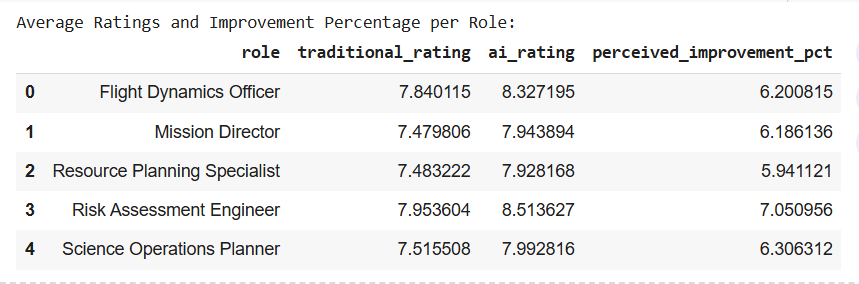 Average Ratings and Improvement Percentage per Role:
role traditional_rating ai_rating perceived_improvement_pct
0 Flight Dynamics Officer 7.840115 8.327195 6.200815
1 Mission Director 7.479806 7.943894 6.186136
2 Resource Planning Specialist 7.483222 7.928168 5.941121
3 Risk Assessment Engineer 7.953604 8.513627 7.050956
4 Science Operations Planner 7.515508 7.992816 6.306312